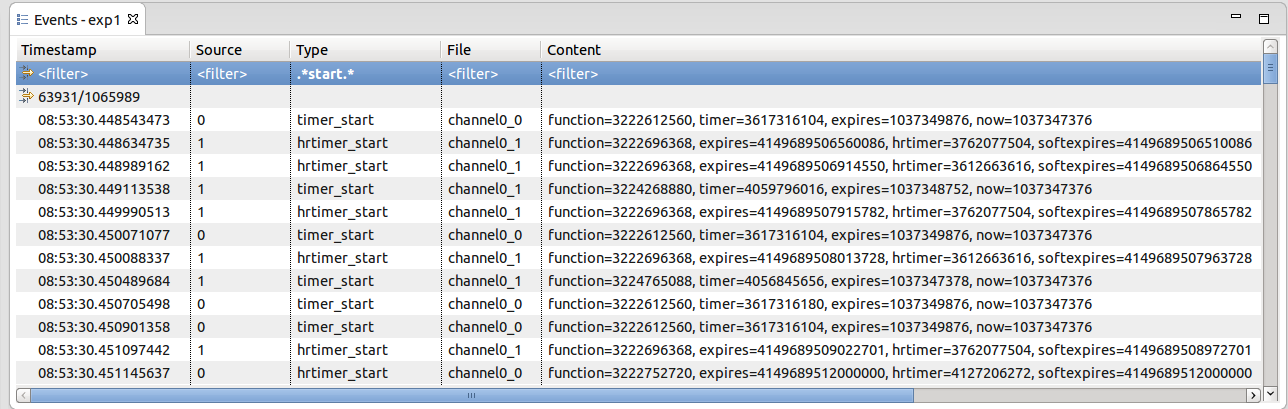 Events - exp1
Timestamp Source Type File Content
<filter> <filter> .*start.* <filter> <filter>
63931/1065989
08:53:30.448543473 0 timer_start channel0_0 function=3222612560, timer=3617316104, expires=1037349876, now=1037347376
08:53:30.448634735 1 hrtimer_start channel0_1 function=3222696368, expires=4149689506560086, hrtimer=3762077504, softexpires=4149689506510086
08:53:30.448989162 1 hrtimer_start channel0_1 function=3222696368, expires=4149689506914550, hrtimer=3612663616, softexpires=4149689506864550
08:53:30.449113538 1 timer_start channel0_1 function=3224268880, timer=4059796016, expires=1037348752, now=1037347376
08:53:30.449990513 1 hrtimer_start channel0_1 function=3222696368, expires=4149689507915782, hrtimer=3762077504, softexpires=4149689507865782
08:53:30.450071077 0 timer_start channel0_0 function=3222612560, timer=3617316104, expires=1037349876, now=1037347376
08:53:30.450088337 1 hrtimer_start channel0_1 function=3222696368, expires=4149689508013728, hrtimer=3612663616, softexpires=4149689507963728
08:53:30.450489684 1 timer_start channel0_1 function=3224765088, timer=4056845656, expires=1037347378, now=1037347376
08:53:30.450705498 0 timer_start channel0_0 function=3222612560, timer=3617316180, expires=1037349876, now=1037347376
08:53:30.450901358 0 timer_start channel0_0 function=3222612560, timer=3617316104, expires=1037349876, now=1037347376
08:53:30.451097442 1 hrtimer_start channel0_1 function=3222696368, expires=4149689509022701, hrtimer=3762077504, softexpires=4149689508972701
08:53:30.451145637 0 hrtimer_start channel0_0 function=3222752720, expires=4149689512000000, hrtimer=4127206272, softexpires=4149689512000000